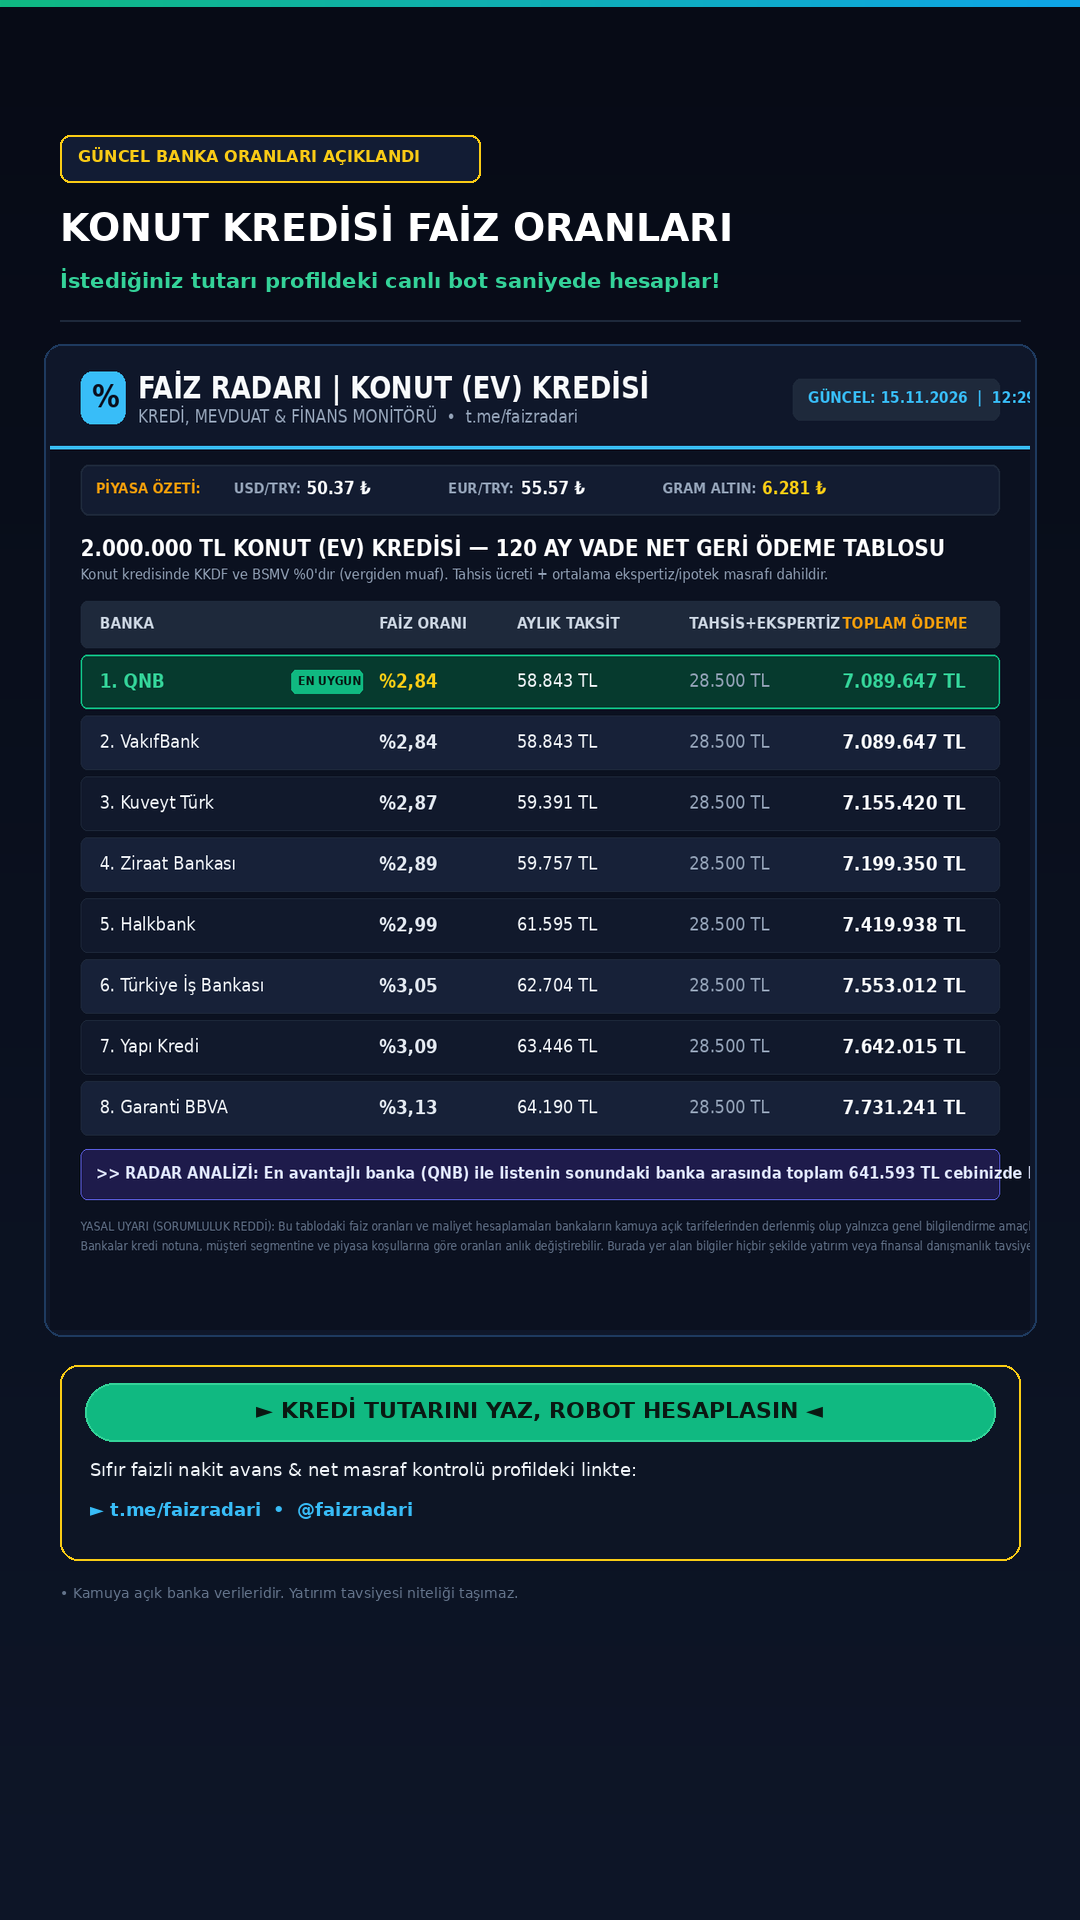 GÜNCEL BANKA ORANLARI AÇIKLANDI
KONUT KREDİSİ FAİZ ORANLARI
İstediğiniz tutarı profildeki canlı bot saniyede hesaplar!
% FAİZ RADARI | KONUT (EV) KREDİSİ
KREDİ, MEVDUAT & FİNANS MONİTÖRÜ • t.me/faizradari
GÜNCEL: 15.11.2026 | 12:29
PİYASA ÖZETİ: USD/TRY: 50.37 ₺ EUR/TRY: 55.57 ₺ GRAM ALTIN: 6.281 ₺
2.000.000 TL KONUT (EV) KREDİSİ — 120 AY VADE NET GERİ ÖDEME TABLOSU
Konut kredisinde KKDF ve BSMV %0'dır (vergiden muaf). Tahsis ücreti + ortalama ekspertiz/ipotek masrafı dahildir.
BANKA FAİZ ORANI AYLIK TAKSİT TAHSİS+EKSPERTİZ TOPLAM ÖDEME
1. QNB EN UYGUN %2,84 58.843 TL 28.500 TL 7.089.647 TL
2. VakıfBank %2,84 58.843 TL 28.500 TL 7.089.647 TL
3. Kuveyt Türk %2,87 59.391 TL 28.500 TL 7.155.420 TL
4. Ziraat Bankası %2,89 59.757 TL 28.500 TL 7.199.350 TL
5. Halkbank %2,99 61.595 TL 28.500 TL 7.419.938 TL
6. Türkiye İş Bankası %3,05 62.704 TL 28.500 TL 7.553.012 TL
7. Yapı Kredi %3,09 63.446 TL 28.500 TL 7.642.015 TL
8. Garanti BBVA %3,13 64.190 TL 28.500 TL 7.731.241 TL
>> RADAR ANALİZİ: En avantajlı banka (QNB) ile listenin sonundaki banka arasında toplam 641.593 TL cebinizde
YASAL UYARI (SORUMLULUK REDDİ): Bu tablodaki faiz oranları ve maliyet hesaplamaları bankaların kamuya açık tarifelerinden derlenmiş olup yalnızca genel bilgilendirme amaçl
Bankalar kredi notuna, müşteri segmentine ve piyasa koşullarına göre oranları anlık değiştirebilir. Burada yer alan bilgiler hiçbir şekilde yatırım veya finansal danışmanlık tavsiye
► KREDİ TUTARINI YAZ, ROBOT HESAPLASIN ◄
Sıfır faizli nakit avans & net masraf kontrolü profildeki linkte:
► t.me/faizradari • @faizradari
• Kamuya açık banka verileridir. Yatırım tavsiyesi niteliği taşımaz.